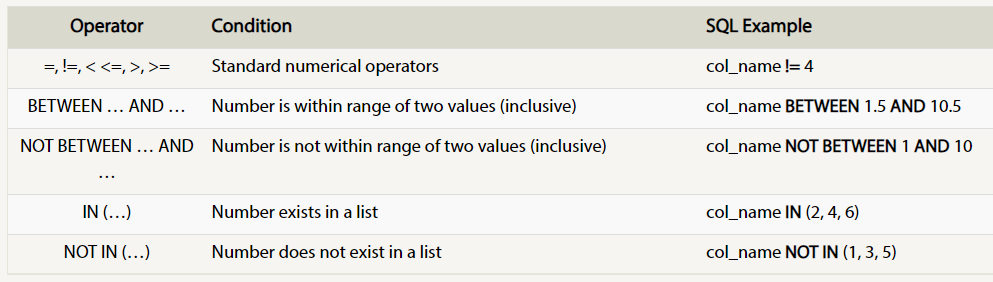 Operator Condition SQL Example
=, !=, < <=, >, >= Standard numerical operators col_name != 4
BETWEEN … AND … Number is within range of two values (inclusive) col_name BETWEEN 1.5 AND 10.5
NOT BETWEEN … AND Number is not within range of two values (inclusive) col_name NOT BETWEEN 1 AND 10
…
IN (…) Number exists in a list col_name IN (2, 4, 6)
NOT IN (…) Number does not exist in a list col_name NOT IN (1, 3, 5)